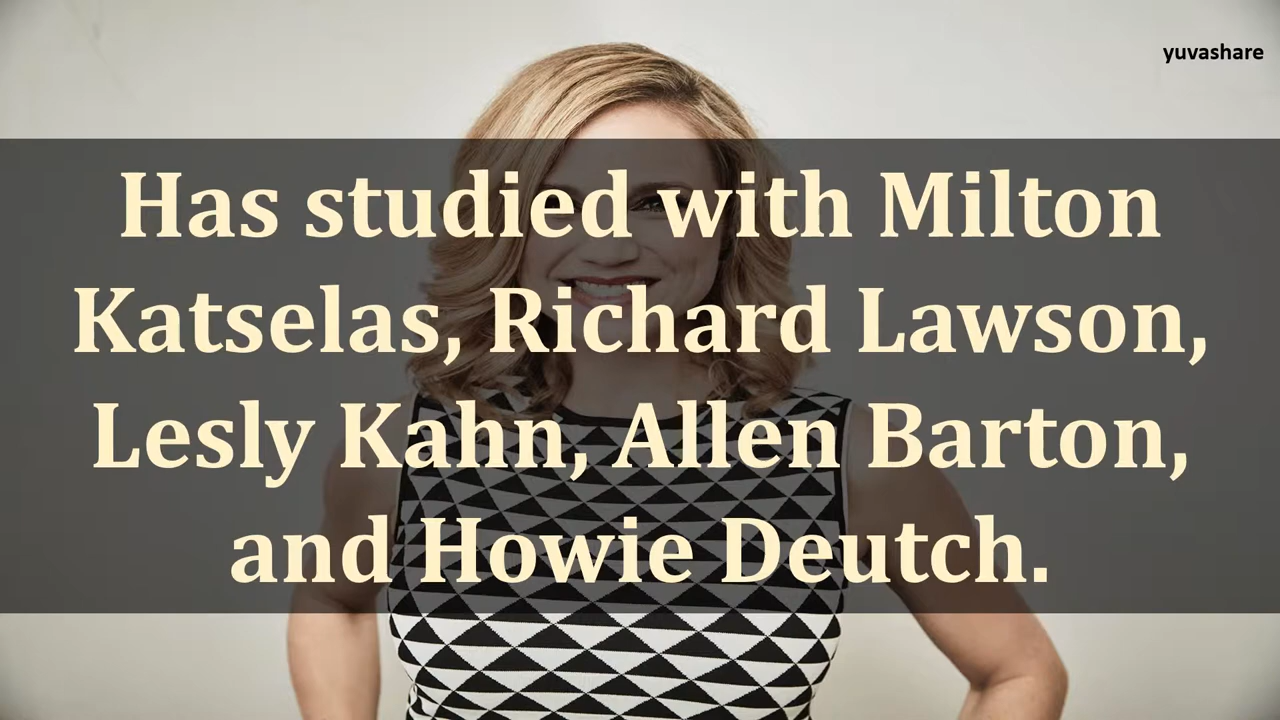 yuvashare
Has studied with Milton
Katselas, Richard Lawson,
Lesly Kahn, Allen Barton,
and Howie Deutch.